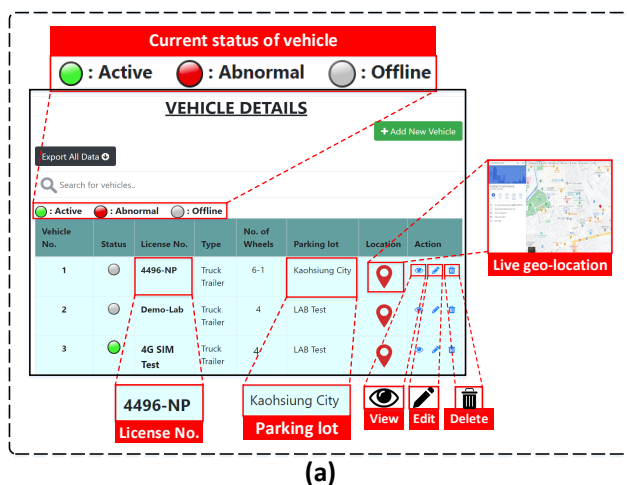 Current status of vehicle
: Active : Abnormal : Offline
VEHICLE DETAILS
+ Add New Vehicle
Export All Data
Search for vehicles..
: Active : Abnormal : Offline
Vehicle No. Status License No. Type No. of Wheels Parking lot Location Action
1 4496-NP Truck Trailer 6-1 Kaohsiung City
2 Demo-Lab Truck Trailer 4 LAB Test
3 4G SIM Test Truck Trailer 4 LAB Test
Live geo-location
4496-NP
License No.
Kaohsiung City
Parking lot
View Edit Delete
(a)